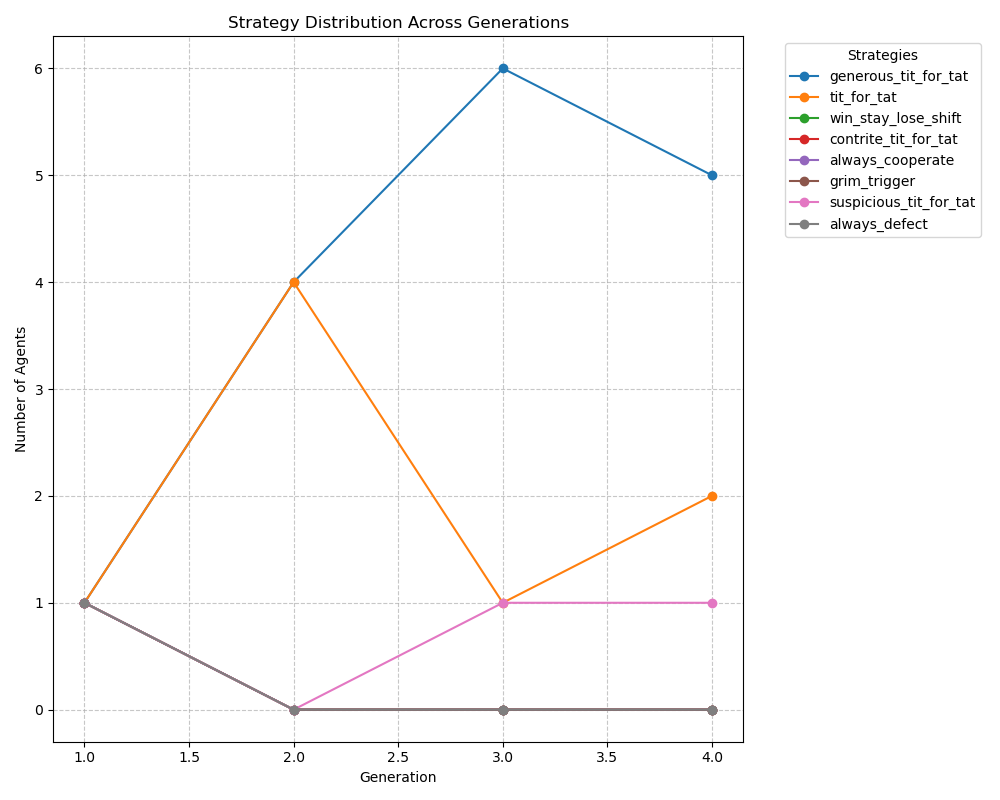 Strategy Distribution Across Generations
6
5
4
3
2
1
0
Number of Agents
1.0 1.5 2.0 2.5 3.0 3.5 4.0
Generation
Strategies
generous_tit_for_tat
tit_for_tat
win_stay_lose_shift
contrite_tit_for_tat
always_cooperate
grim_trigger
suspicious_tit_for_tat
always_defect